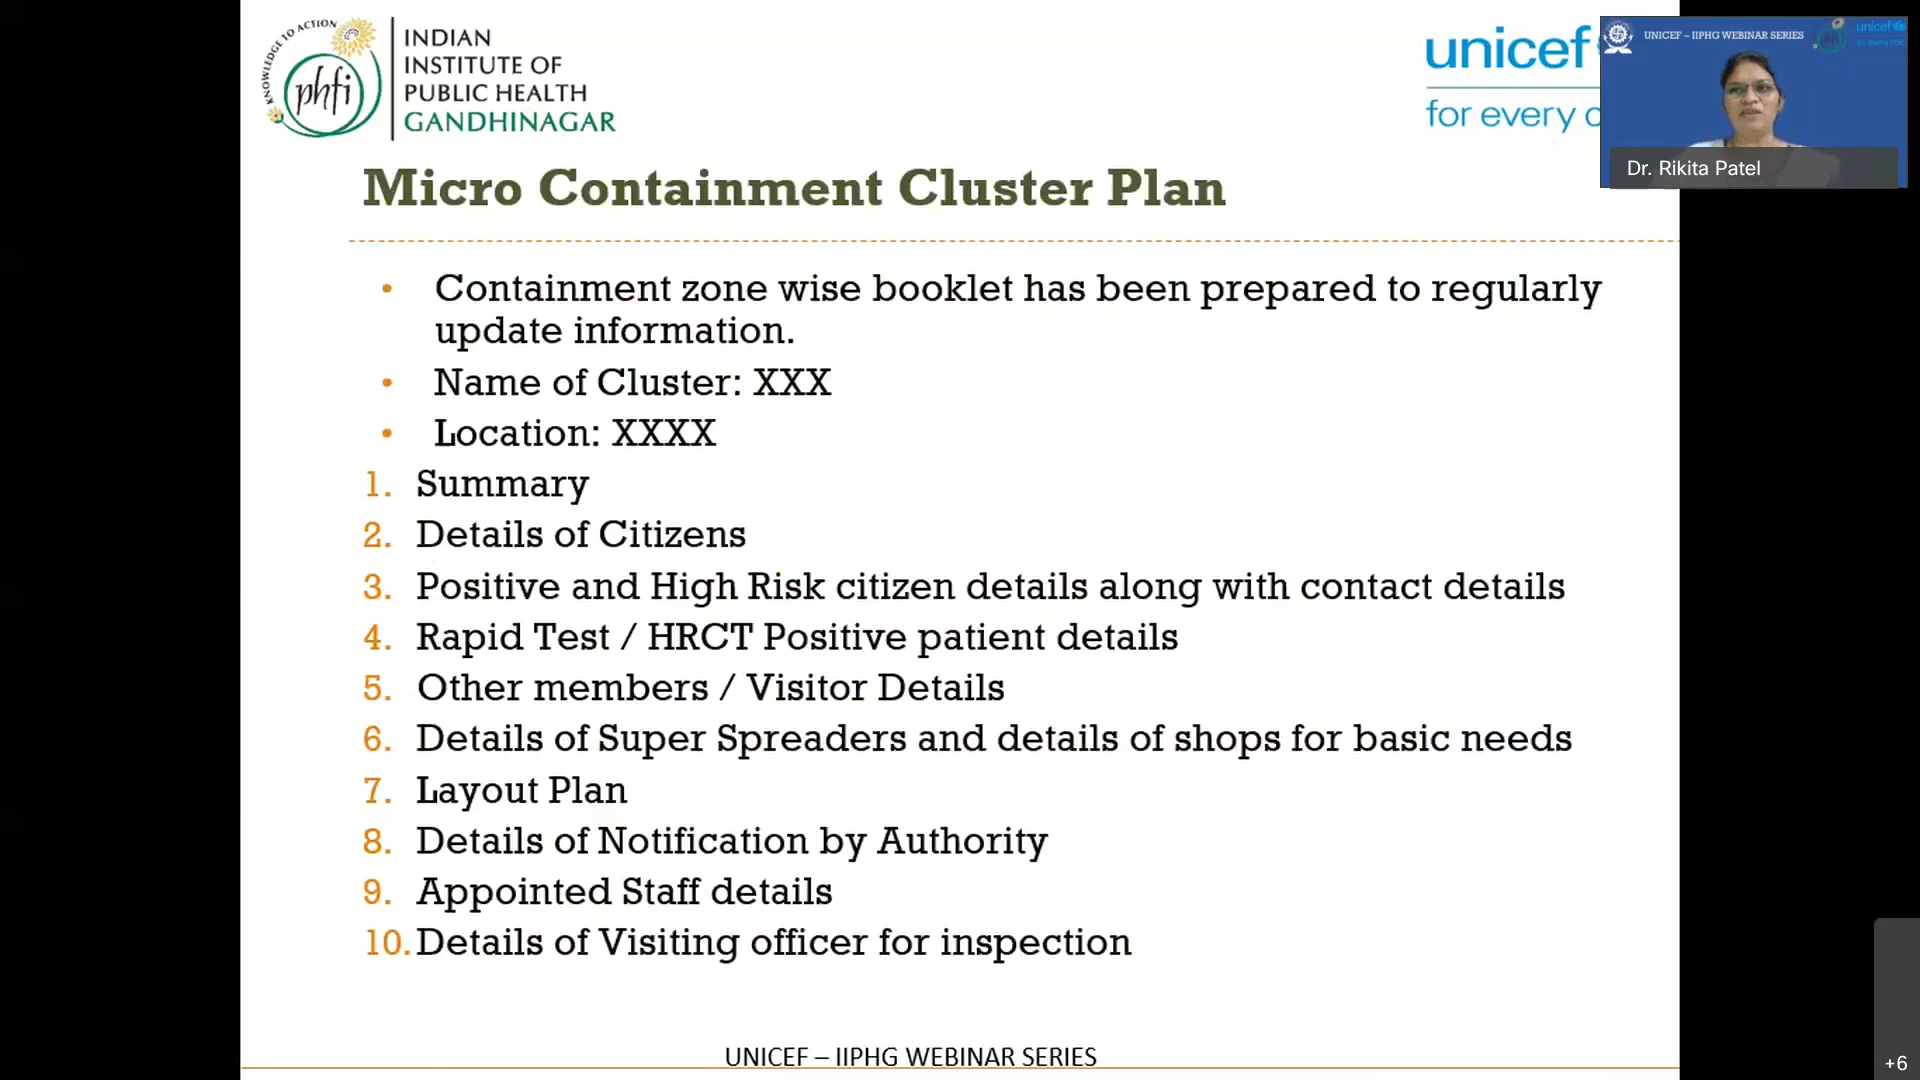 KNOWLEDGE TO ACTION
phfi
INDIAN
INSTITUTE OF
PUBLIC HEALTH
GANDHINAGAR
unicef
for every c
UNICEF – IIPHG WEBINAR SERIES
unicef
Dr. Rikita Patel
Micro Containment Cluster Plan
• Containment zone wise booklet has been prepared to regularly
update information.
• Name of Cluster: XXX
• Location: XXXX
1. Summary
2. Details of Citizens
3. Positive and High Risk citizen details along with contact details
4. Rapid Test / HRCT Positive patient details
5. Other members / Visitor Details
6. Details of Super Spreaders and details of shops for basic needs
7. Layout Plan
8. Details of Notification by Authority
9. Appointed Staff details
10. Details of Visiting officer for inspection
UNICEF – IIPHG WEBINAR SERIES
+6